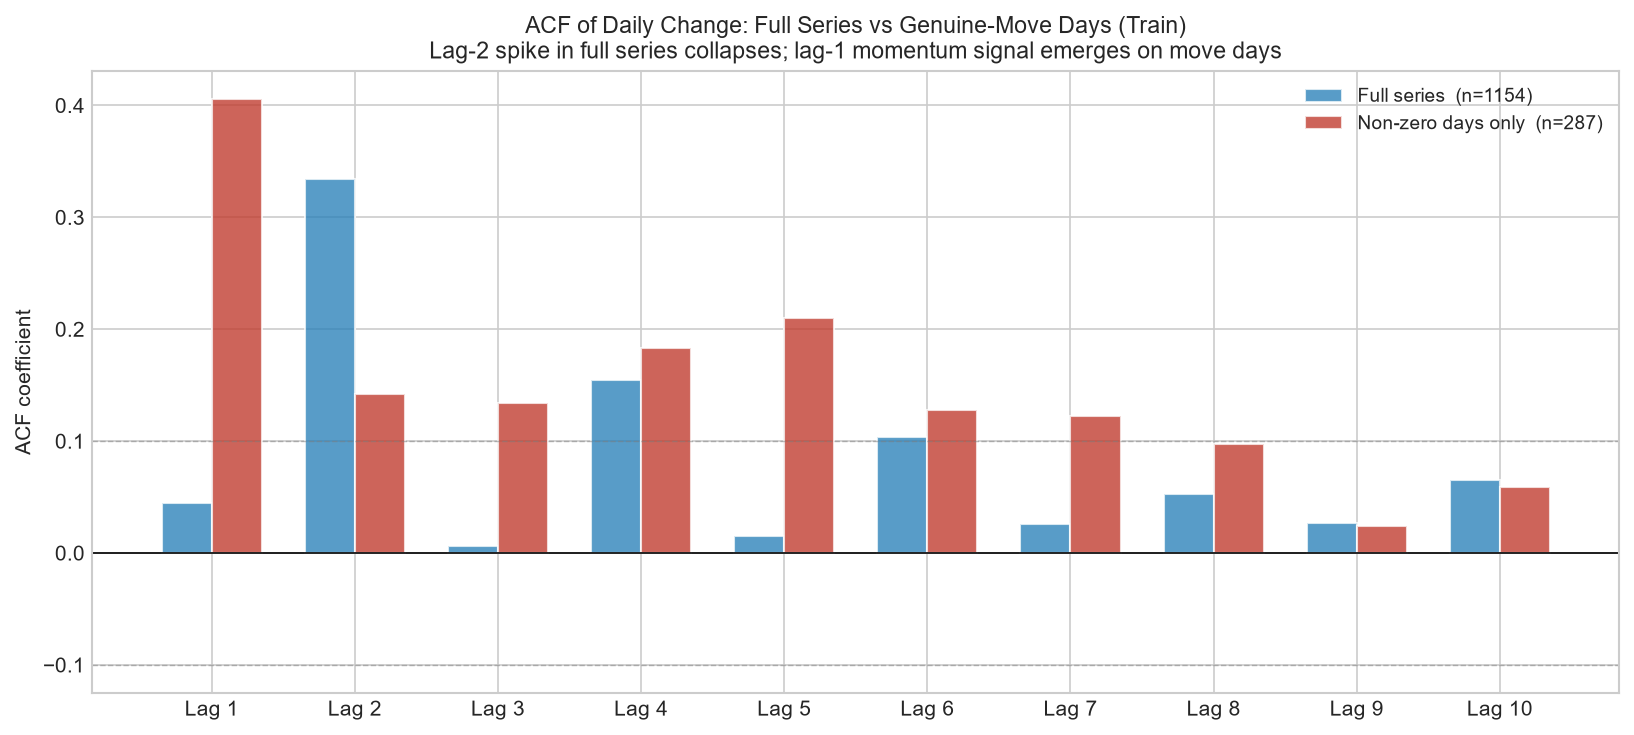 ACF of Daily Change: Full Series vs Genuine-Move Days (Train)
Lag-2 spike in full series collapses; lag-1 momentum signal emerges on move days
Full series (n=1154)
Non-zero days only (n=287)
ACF coefficient
0.4
0.3
0.2
0.1
0.0
−0.1
Lag 1 Lag 2 Lag 3 Lag 4 Lag 5 Lag 6 Lag 7 Lag 8 Lag 9 Lag 10